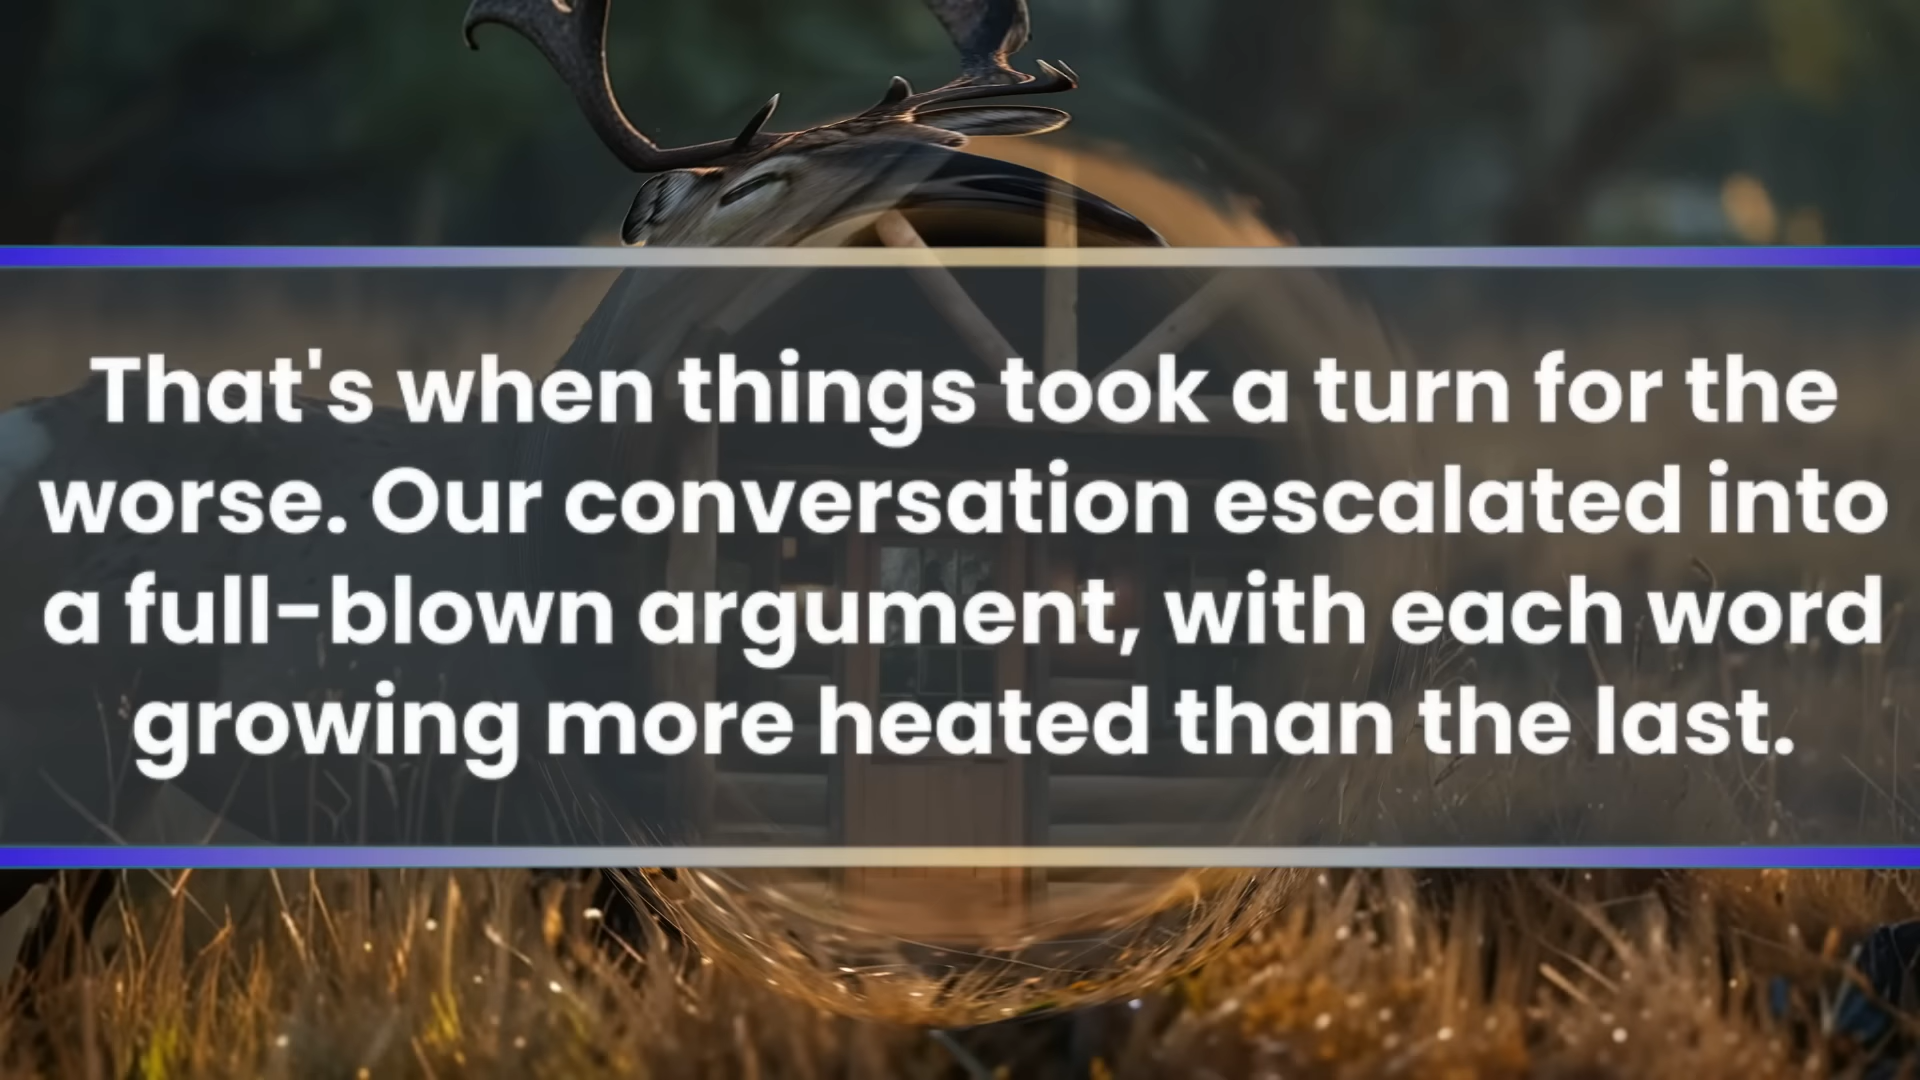 That's when things took a turn for the
worse. Our conversation escalated into
a full-blown argument, with each word
growing more heated than the last.